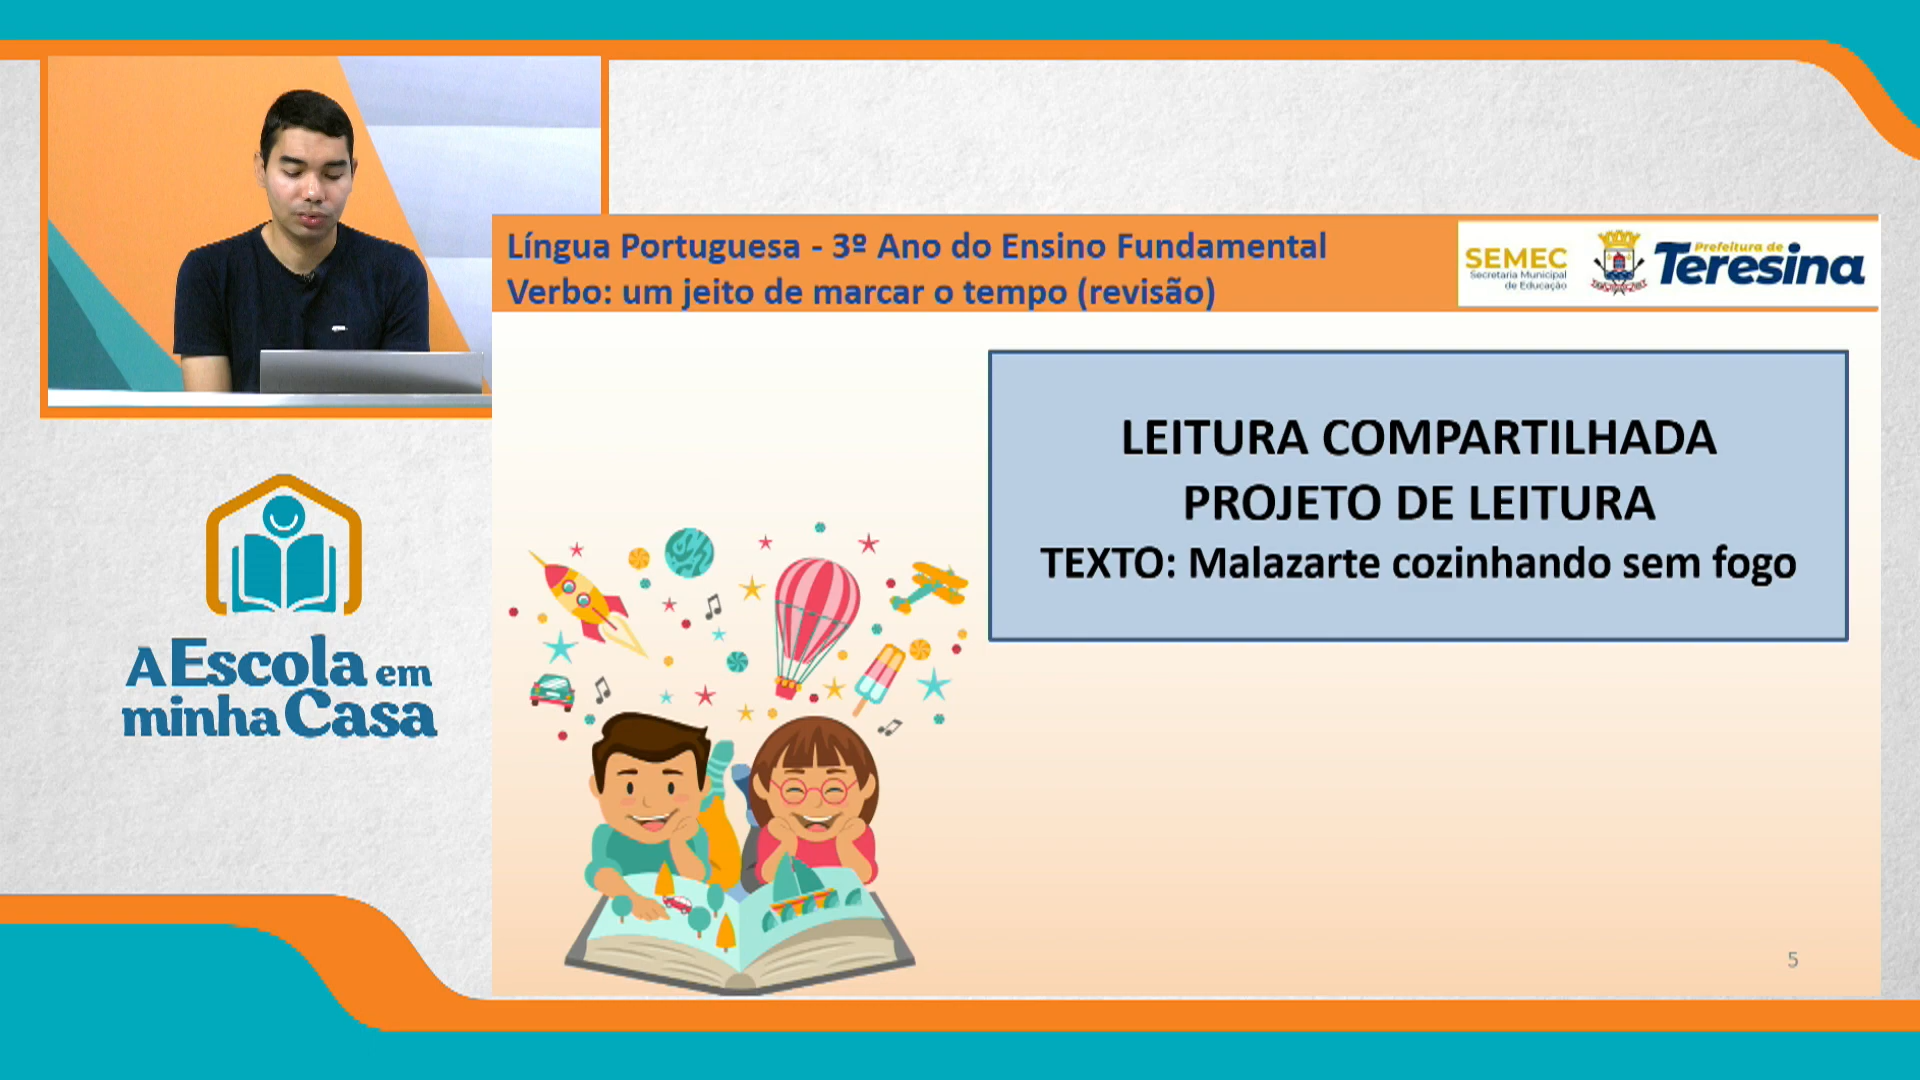 Língua Portuguesa - 3º Ano do Ensino Fundamental
Verbo: um jeito de marcar o tempo (revisão)
SEMEC
Secretaria Municipal
de Educação
Prefeitura de
Teresina
LEITURA COMPARTILHADA
PROJETO DE LEITURA
TEXTO: Malazarte cozinhando sem fogo
A Escola em
minha Casa
5